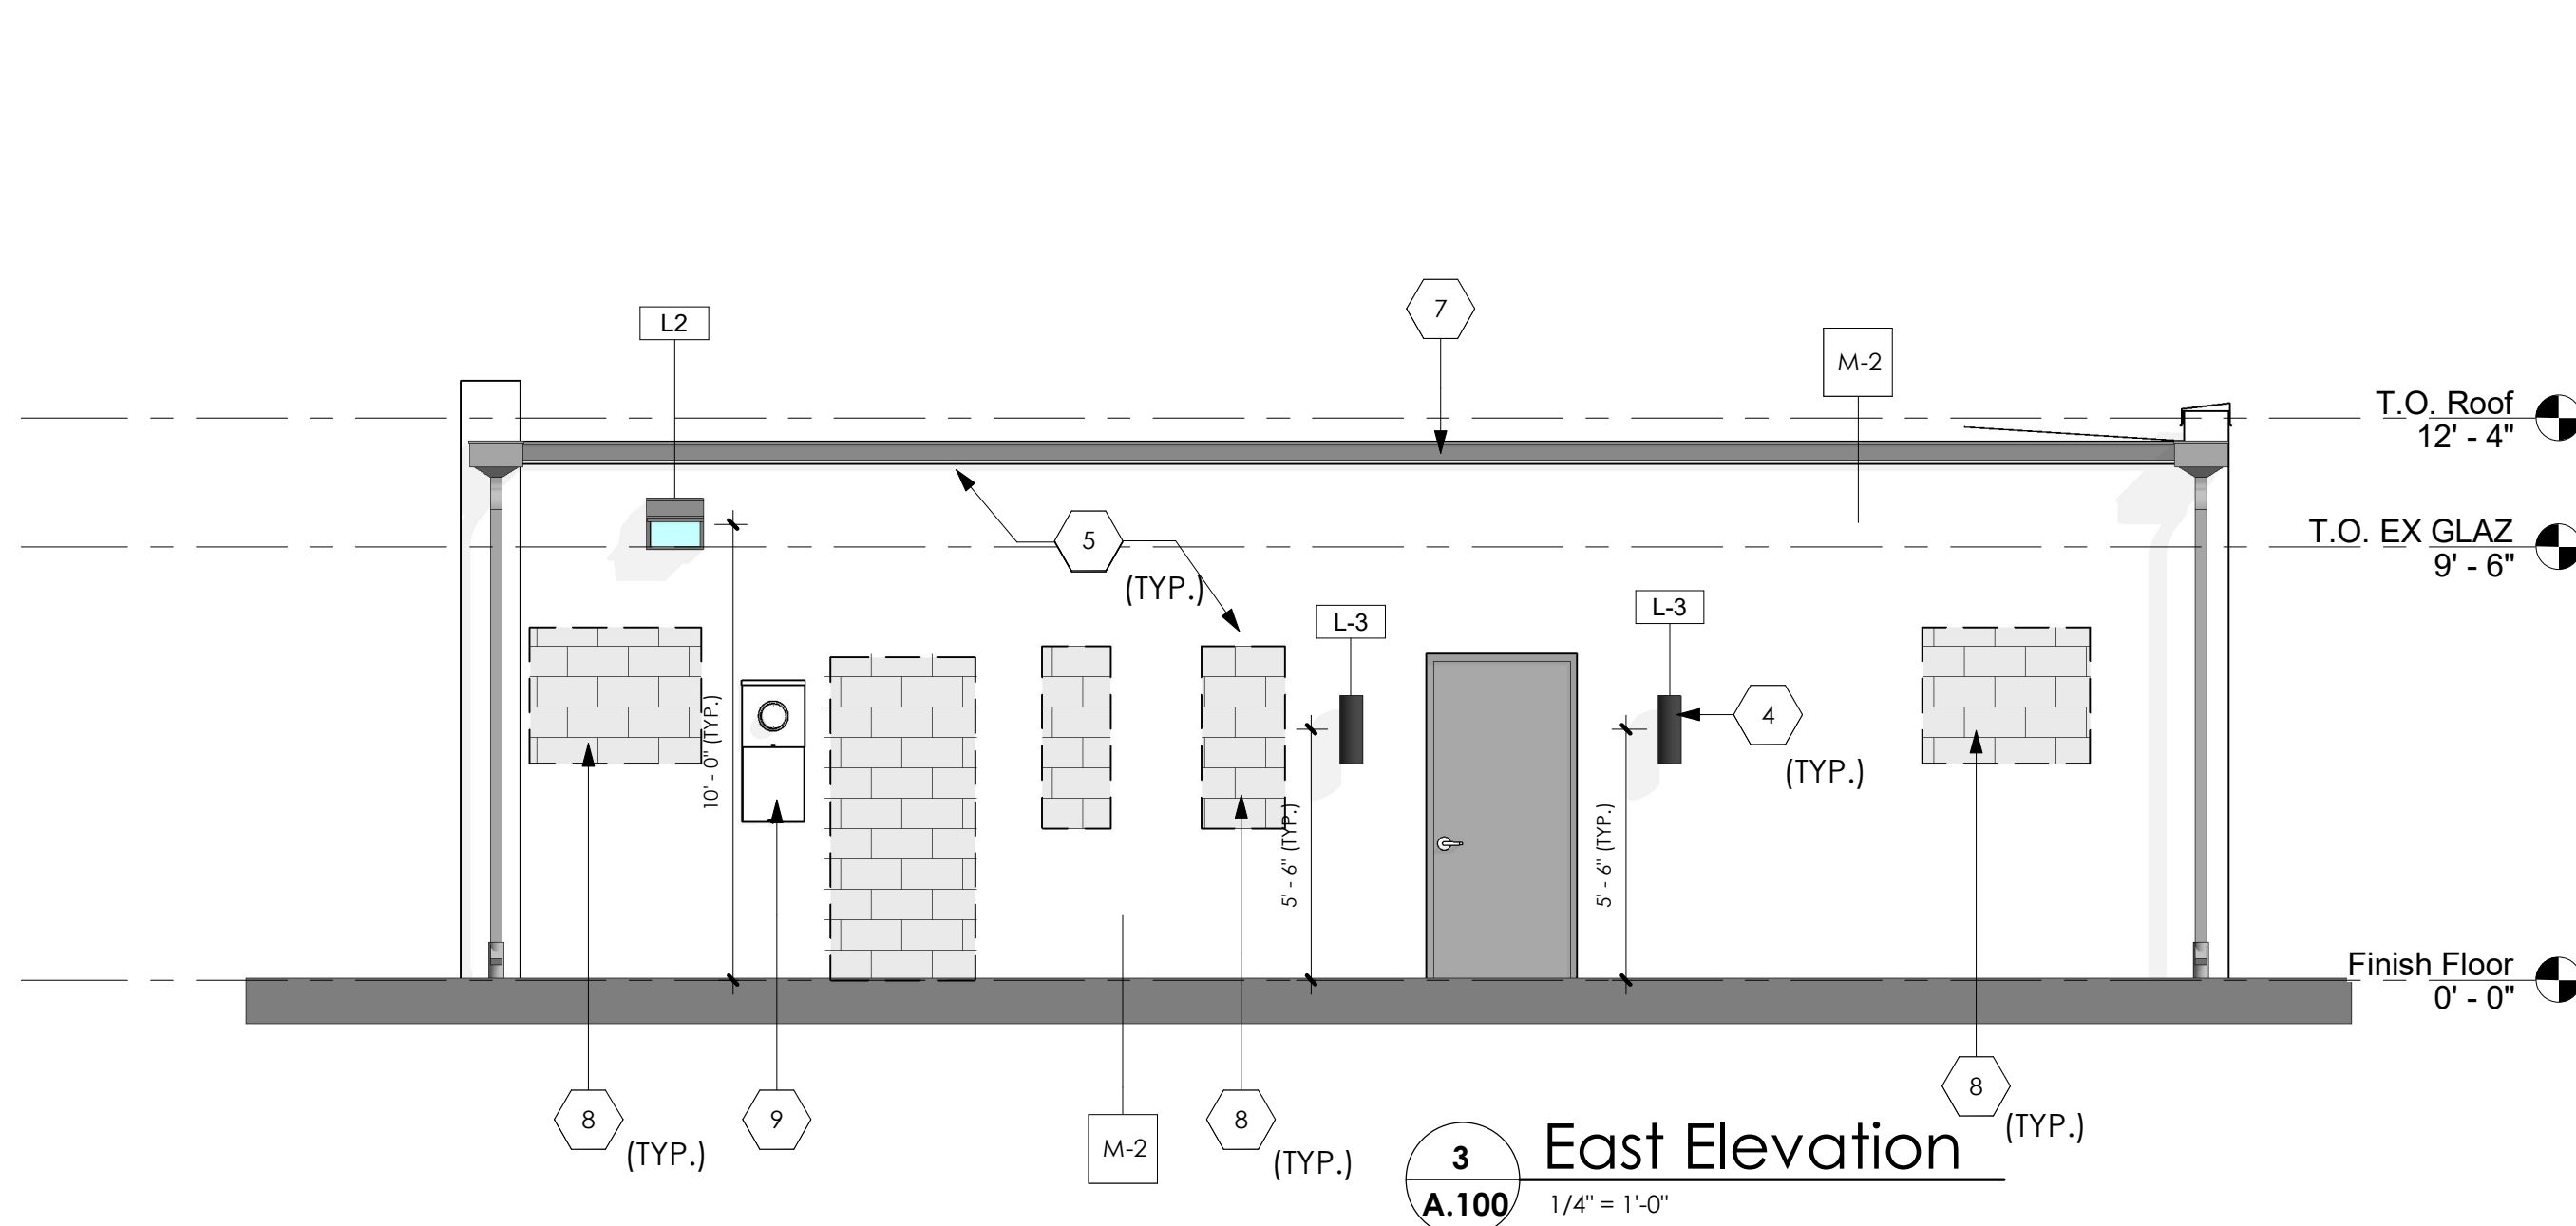 7
L2
M-2
T.O. Roof
12' - 4"
5
(TYP.)
T.O. EX GLAZ
9' - 6"
L-3
L-3
4
(TYP.)
10' - 0" (TYP.)
5' - 6" (TYP.)
5' - 6" (TYP.)
Finish Floor
0' - 0"
8
(TYP.)
9
M-2
8
(TYP.)
8
(TYP.)
3
A.100
East Elevation
1/4" = 1'-0"